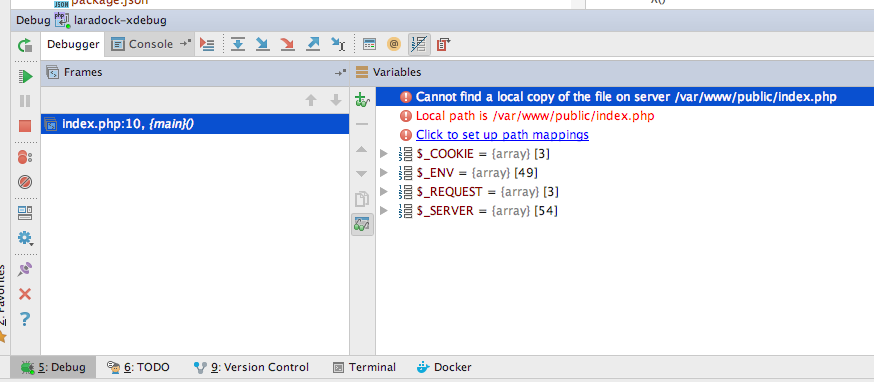 package.json
Debug laradock-xdebug
Debugger Console
Frames
Variables
index.php:10, {main}()
Cannot find a local copy of the file on server /var/www/public/index.php
Local path is /var/www/public/index.php
Click to set up path mappings
$_COOKIE = {array} [3]
$_ENV = {array} [49]
$_REQUEST = {array} [3]
$_SERVER = {array} [54]
2: Favorites
5: Debug 6: TODO 9: Version Control Terminal Docker